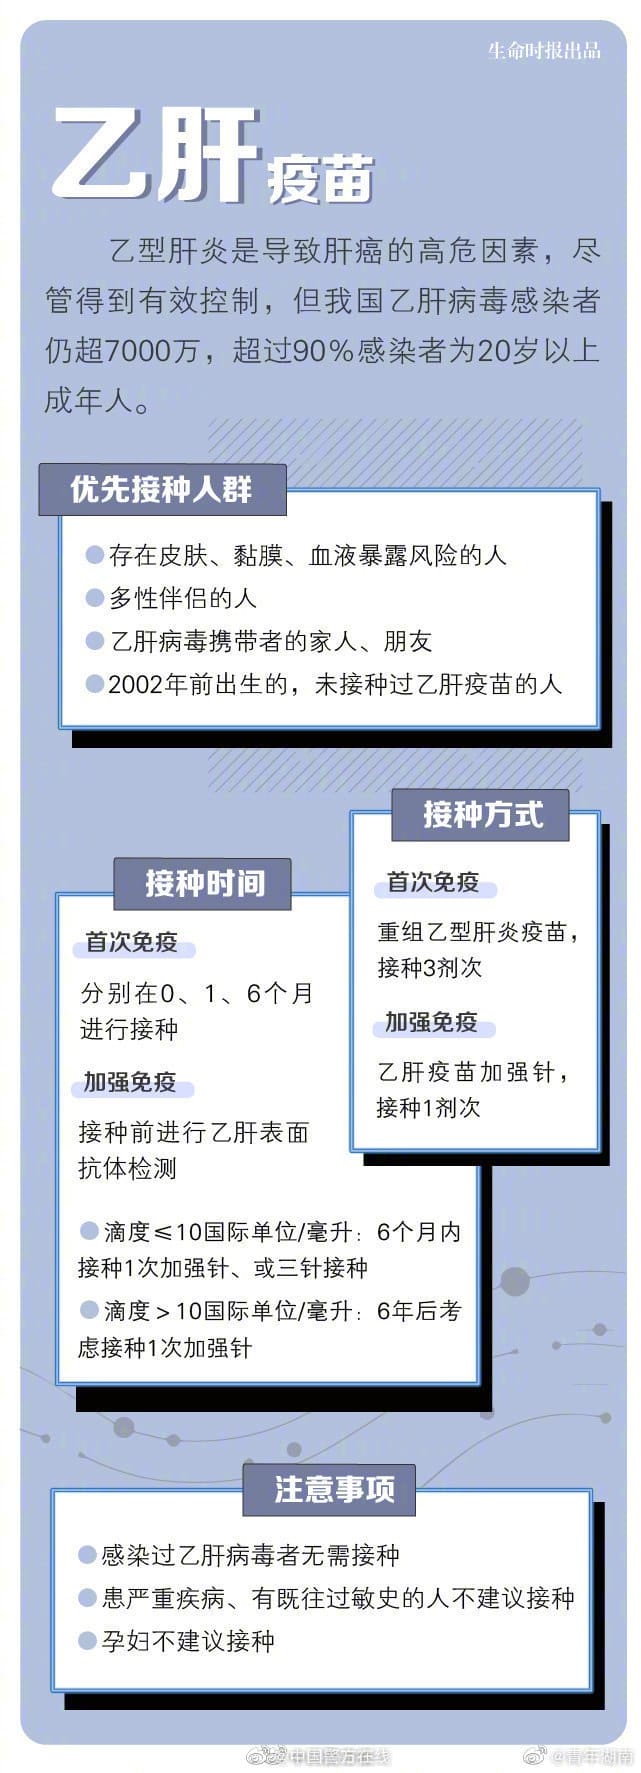 生命时报出品
乙肝疫苗
乙型肝炎是导致肝癌的高危因素，尽
管得到有效控制，但我国乙肝病毒感染者
仍超7000万，超过90%感染者为20岁以上
成年人。
优先接种人群
存在皮肤、黏膜、血液暴露风险的人
多性伴侣的人
乙肝病毒携带者的家人、朋友
2002年前出生的，未接种过乙肝疫苗的人
接种方式
首次免疫
重组乙型肝炎疫苗，
接种3剂次
加强免疫
乙肝疫苗加强针，
接种1剂次
接种时间
首次免疫
分别在0、1、6个月
进行接种
加强免疫
接种前进行乙肝表面
抗体检测
滴度≤10国际单位/毫升：6个月内
接种1次加强针、或三针接种
滴度＞10国际单位/毫升：6年后考
虑接种1次加强针
注意事项
感染过乙肝病毒者无需接种
患严重疾病、有既往过敏史的人不建议接种
孕妇不建议接种
@中国警方在线
@青年湖南